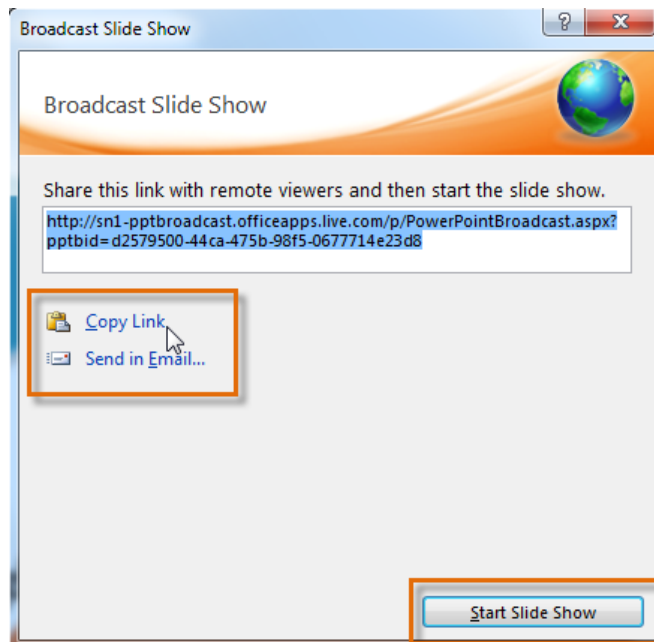 Broadcast Slide Show
Broadcast Slide Show
Share this link with remote viewers and then start the slide show.
http://sn1-pptbroadcast.officeapps.live.com/p/PowerPointBroadcast.aspx?
pptbid=d2579500-44ca-475b-98f5-0677714e23d8
Copy Link
Send in Email...
Start Slide Show